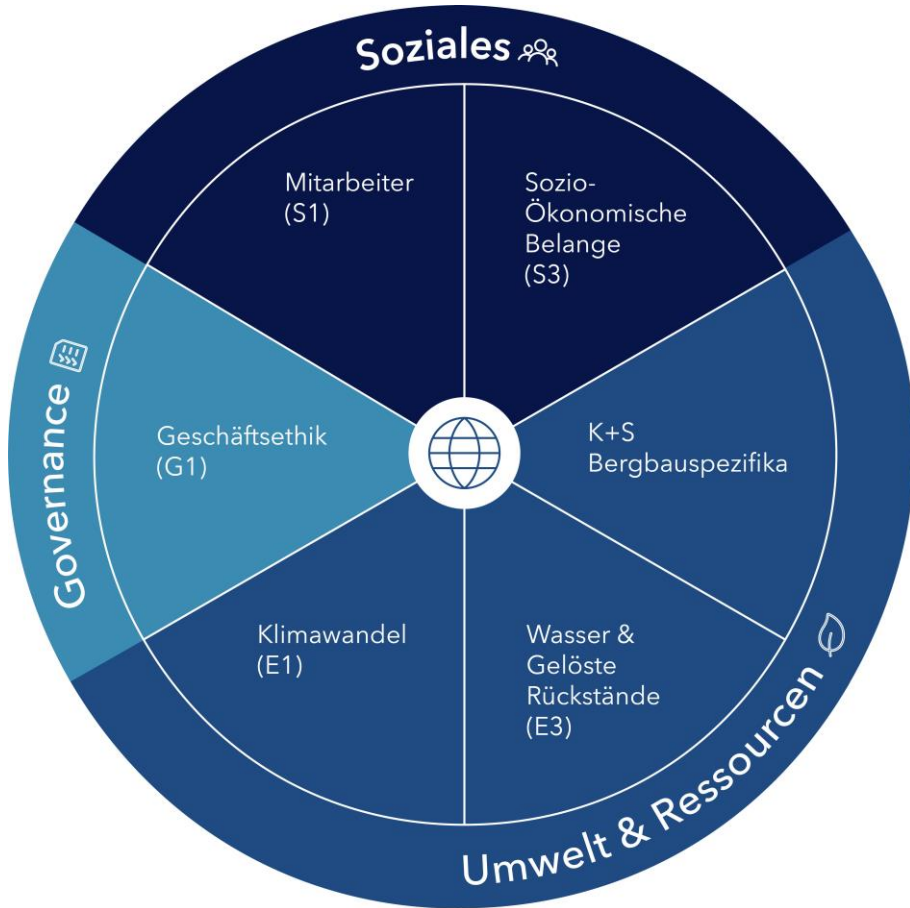 Soziales
Mitarbeiter
(S1)
Sozio-
Ökonomische
Belange
(S3)
Governance
Geschäftsethik
(G1)
K+S
Bergbauspezifika
Klimawandel
(E1)
Wasser &
Gelöste
Rückstände
(E3)
Umwelt & Ressourcen